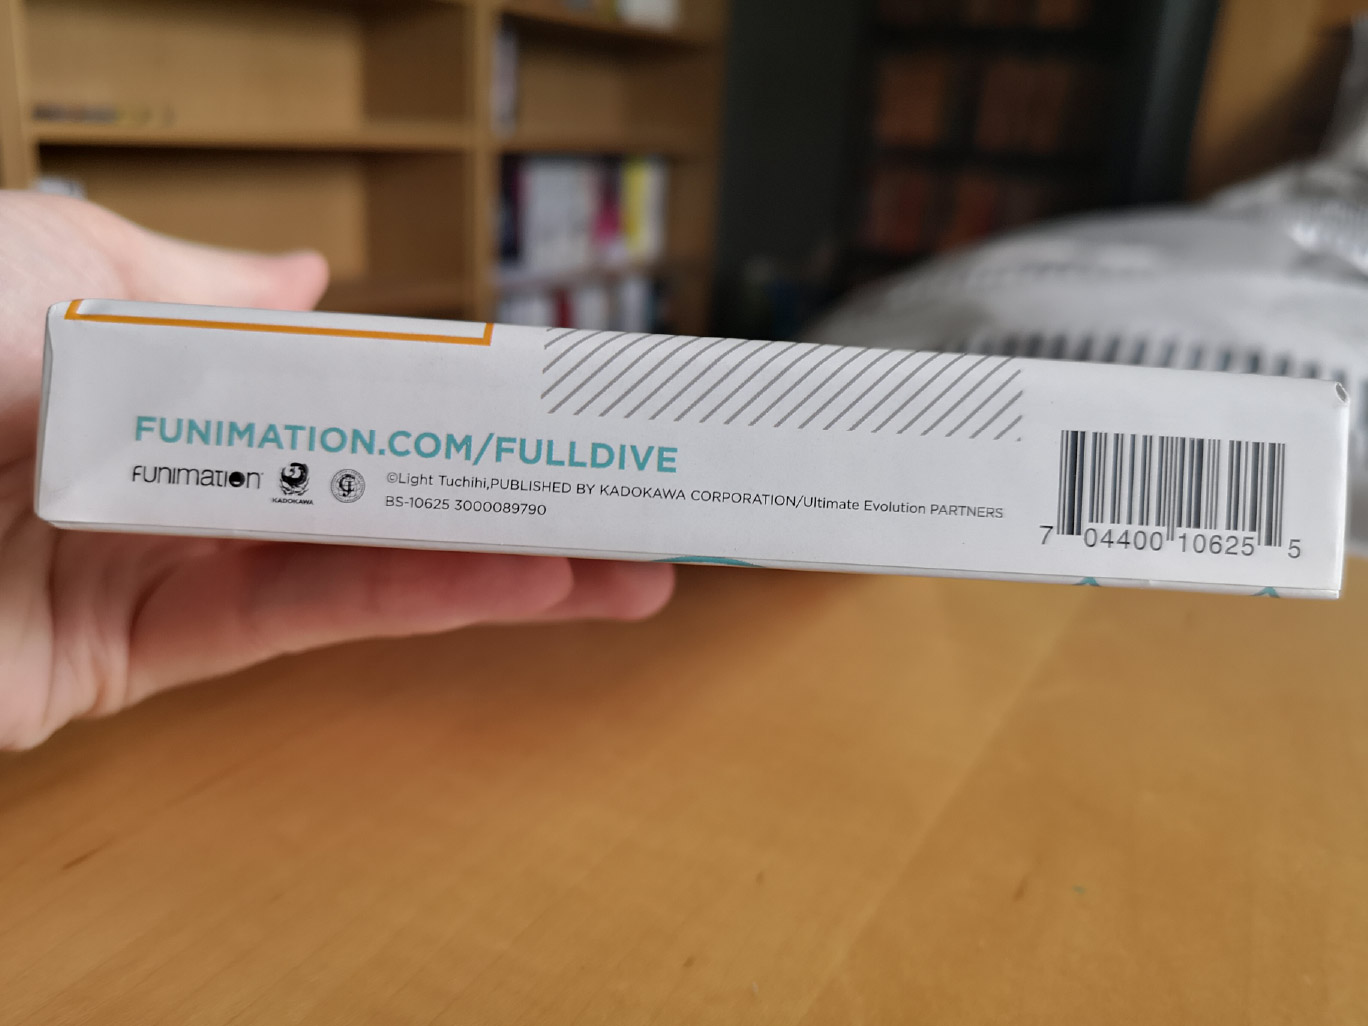 FUNIMATION.COM/FULLDIVE
FUNIMATION
KADOKAWA
©Light Tuchihi,PUBLISHED BY KADOKAWA CORPORATION/Ultimate Evolution PARTNERS
BS-10625 3000089790
7 04400 10625 5